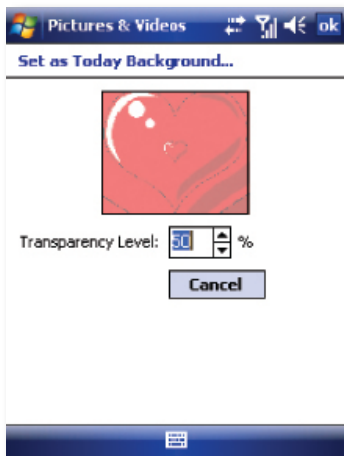 Pictures & Videos ok
Set as Today Background...
Transparency Level: 50 %
Cancel